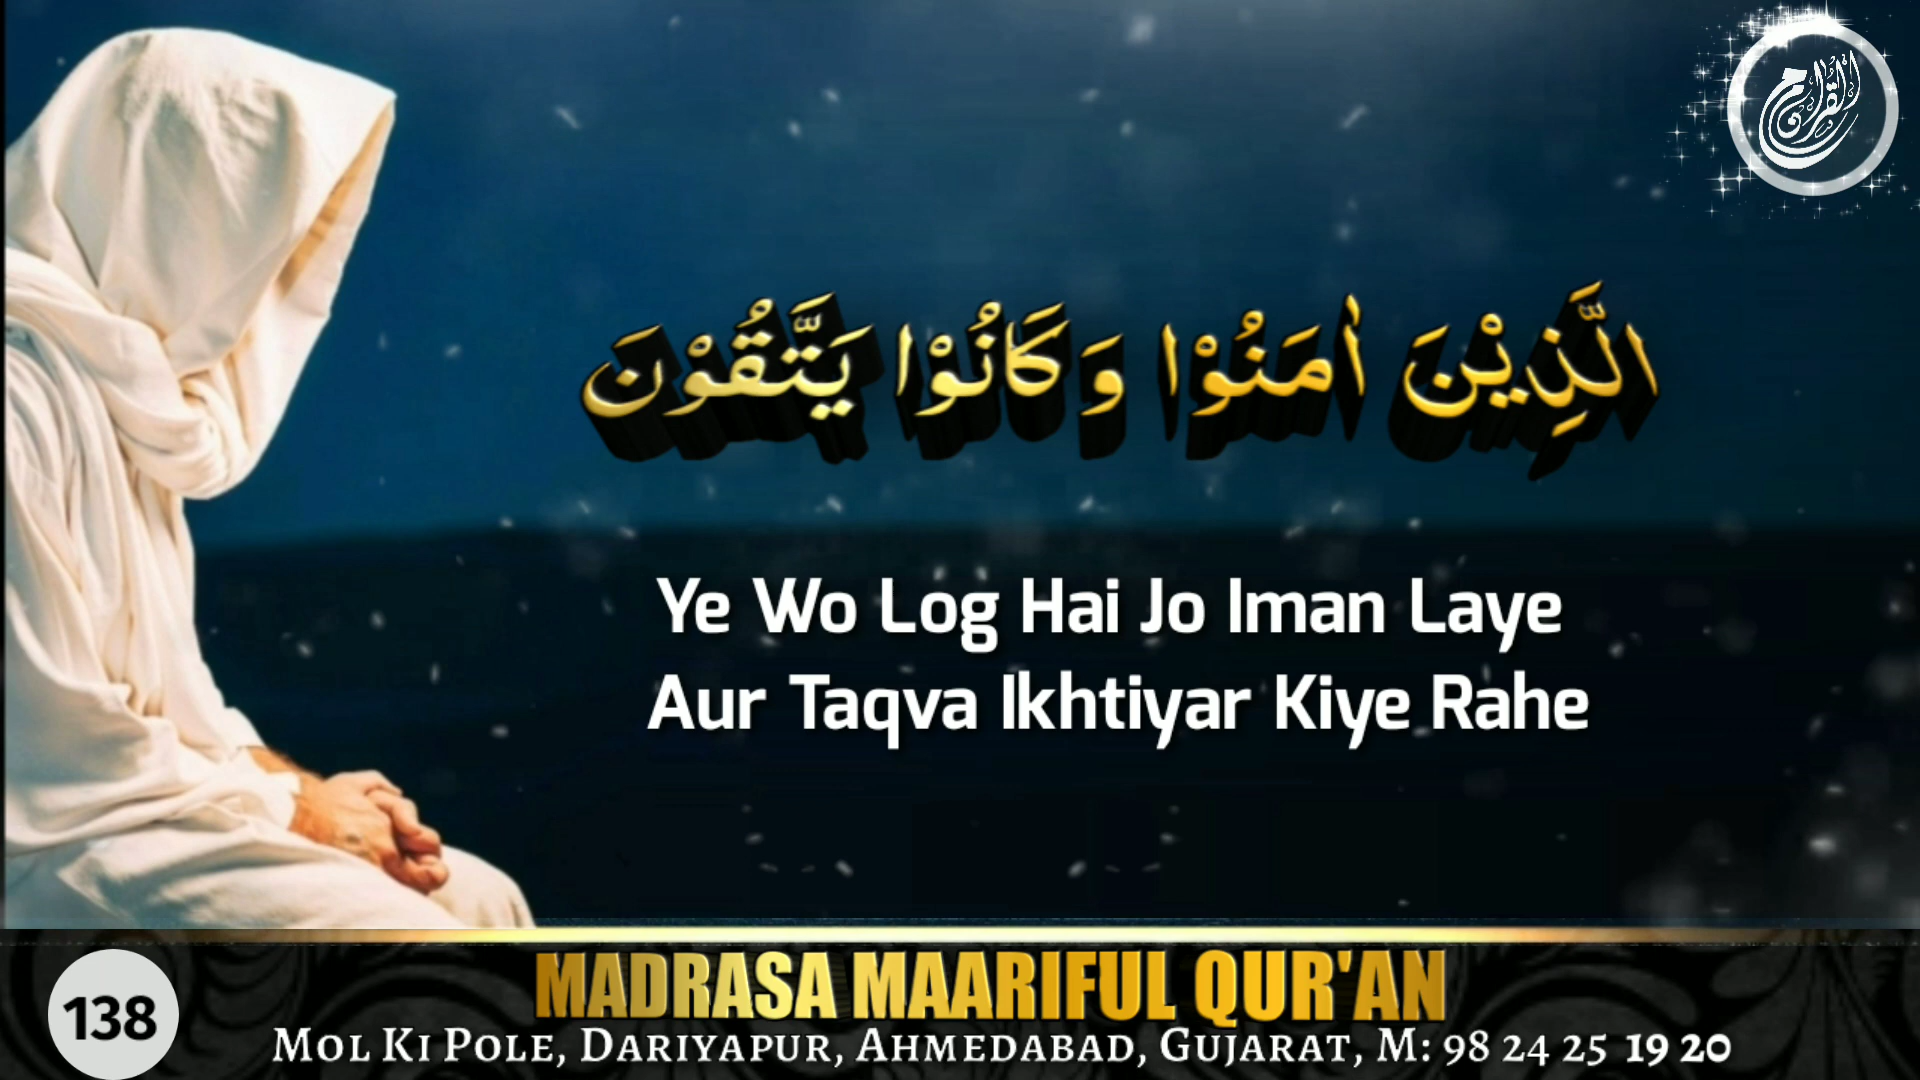 القرآن
الَّذِيْنَ اٰمَنُوْا وَكَانُوْا يَتَّقُوْنَ
Ye Wo Log Hai Jo Iman Laye
Aur Taqva Ikhtiyar Kiye Rahe
138
MADRASA MAARIFUL QUR'AN
Mol Ki Pole, Dariyapur, Ahmedabad, Gujarat, M: 98 24 25 19 20